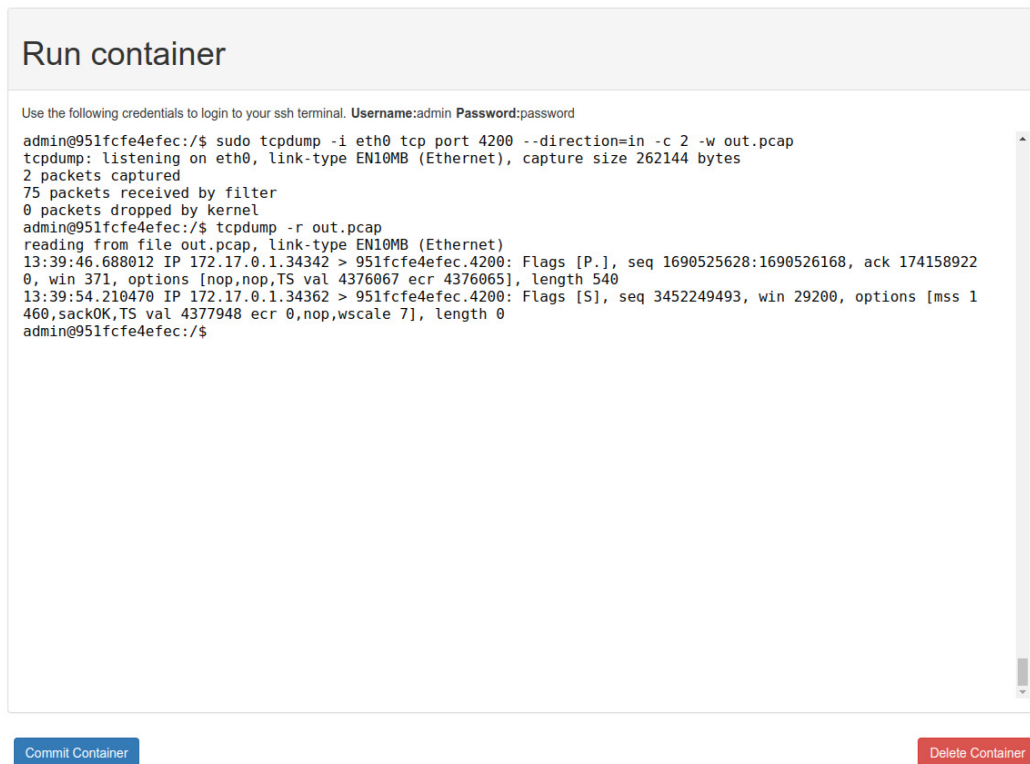 Run container
Use the following credentials to login to your ssh terminal. Username:admin Password:password
admin@951fcfe4efec:/$ sudo tcpdump -i eth0 tcp port 4200 --direction=in -c 2 -w out.pcap
tcpdump: listening on eth0, link-type EN10MB (Ethernet), capture size 262144 bytes
2 packets captured
75 packets received by filter
0 packets dropped by kernel
admin@951fcfe4efec:/$ tcpdump -r out.pcap
reading from file out.pcap, link-type EN10MB (Ethernet)
13:39:46.688012 IP 172.17.0.1.34342 > 951fcfe4efec.4200: Flags [P.], seq 1690525628:1690526168, ack 174158922
0, win 371, options [nop,nop,TS val 4376067 ecr 4376065], length 540
13:39:54.210470 IP 172.17.0.1.34362 > 951fcfe4efec.4200: Flags [S], seq 3452249493, win 29200, options [mss 1
460,sackOK,TS val 4377948 ecr 0,nop,wscale 7], length 0
admin@951fcfe4efec:/$
Commit Container
Delete Container